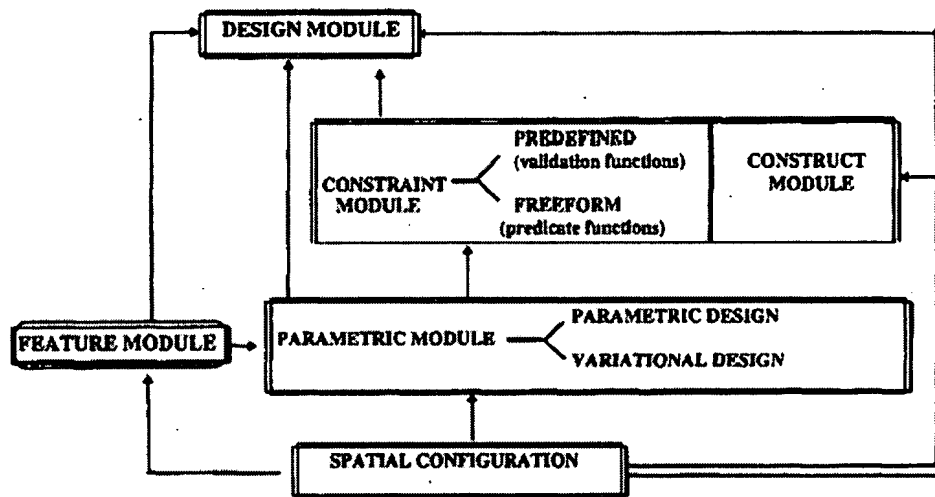 DESIGN MODULE
PREDEFINED
(validation functions)
CONSTRAINT
MODULE
FREEFORM
(predicate functions)
CONSTRUCT
MODULE
FEATURE MODULE
PARAMETRIC MODULE
PARAMETRIC DESIGN
VARIATIONAL DESIGN
SPATIAL CONFIGURATION